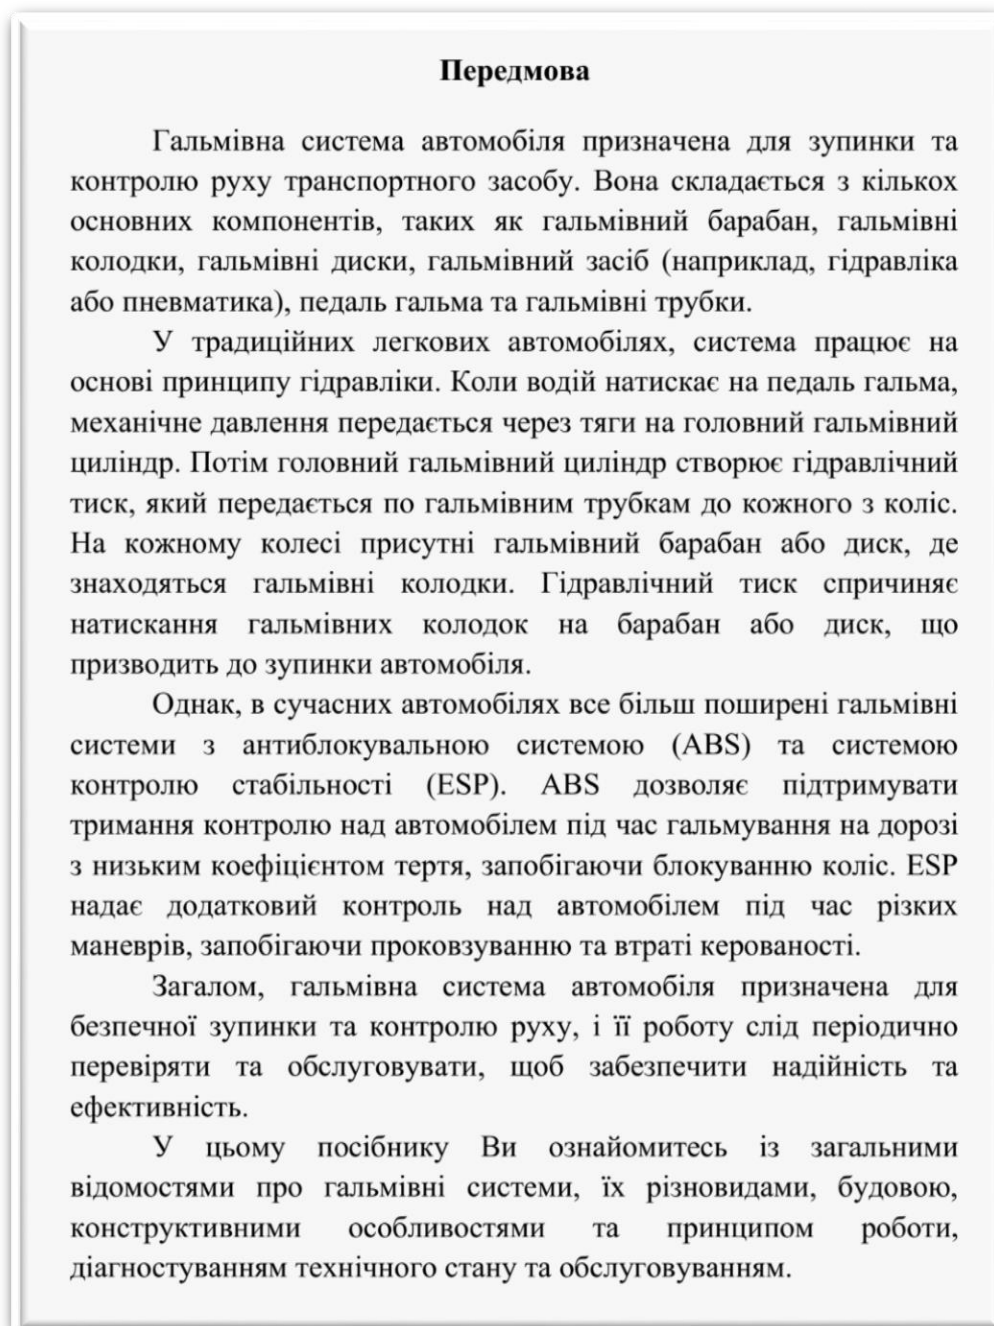 Передмова
Гальмівна система автомобіля призначена для зупинки та
контролю руху транспортного засобу. Вона складається з кількох
основних компонентів, таких як гальмівний барабан, гальмівні
колодки, гальмівні диски, гальмівний засіб (наприклад, гідравліка
або пневматика), педаль гальма та гальмівні трубки.
У традиційних легкових автомобілях, система працює на
основі принципу гідравліки. Коли водій натискає на педаль гальма,
механічне давлення передається через тяги на головний гальмівний
циліндр. Потім головний гальмівний циліндр створює гідравлічний
тиск, який передається по гальмівним трубкам до кожного з коліс.
На кожному колесі присутні гальмівний барабан або диск, де
знаходяться гальмівні колодки. Гідравлічний тиск спричиняє
натискання гальмівних колодок на барабан або диск, що
призводить до зупинки автомобіля.
Однак, в сучасних автомобілях все більш поширені гальмівні
системи з антиблокувальною системою (ABS) та системою
контролю стабільності (ESP). ABS дозволяє підтримувати
тримання контролю над автомобілем під час гальмування на дорозі
з низьким коефіцієнтом тертя, запобігаючи блокуванню коліс. ESP
надає додатковий контроль над автомобілем під час різких
маневрів, запобігаючи проковзуванню та втраті керованості.
Загалом, гальмівна система автомобіля призначена для
безпечної зупинки та контролю руху, і її роботу слід періодично
перевіряти та обслуговувати, щоб забезпечити надійність та
ефективність.
У цьому посібнику Ви ознайомитесь із загальними
відомостями про гальмівні системи, їх різновидами, будовою,
конструктивними особливостями та принципом роботи,
діагностуванням технічного стану та обслуговуванням.